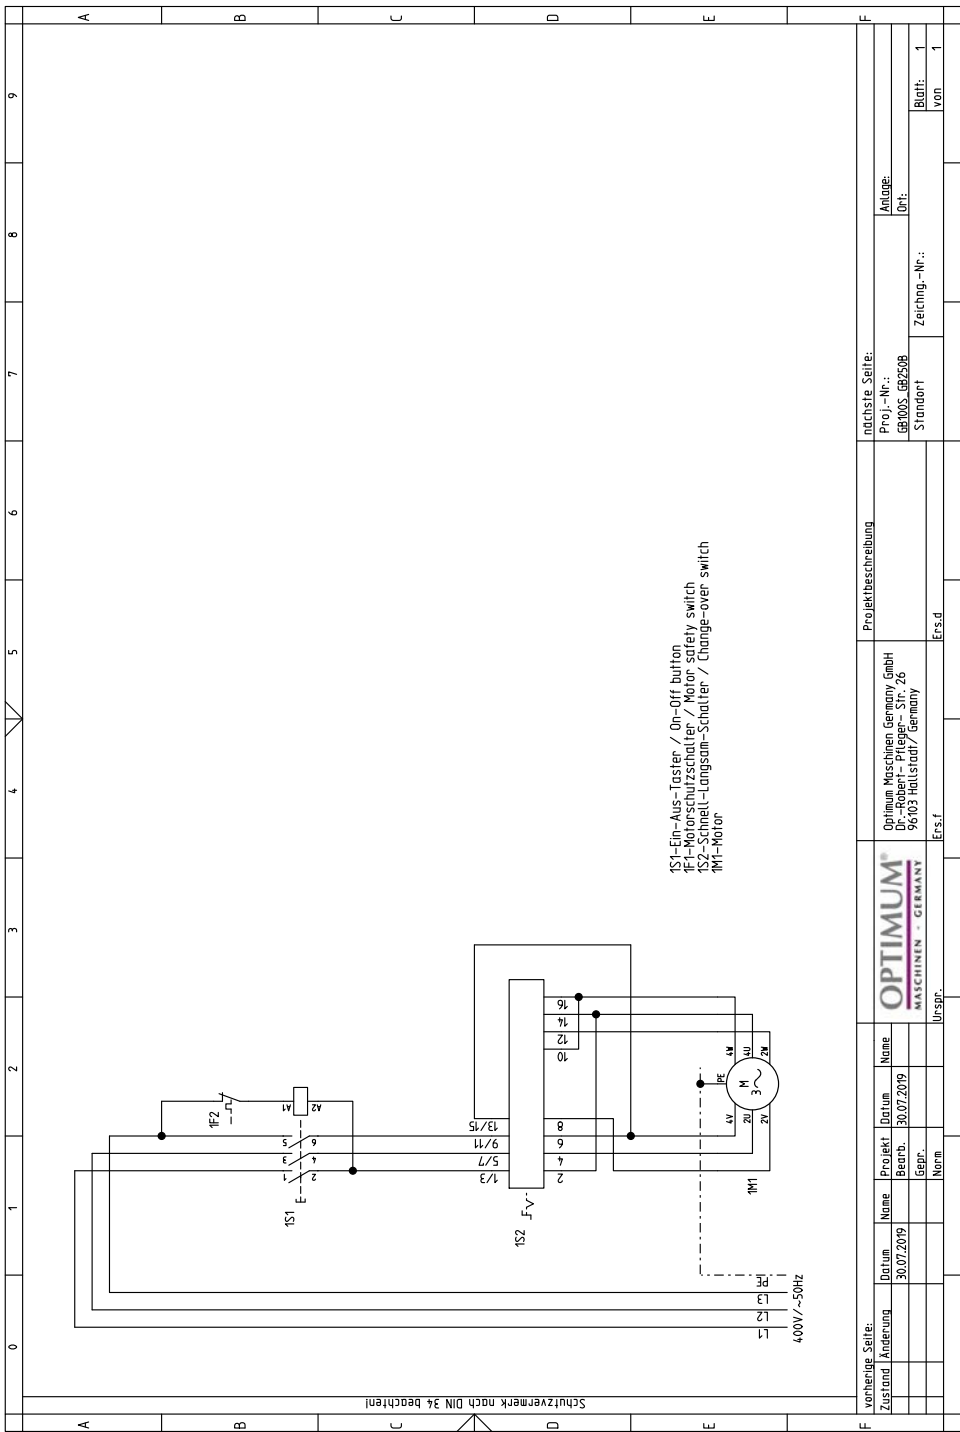 0 1 2 3 4 5 6 7 8 9
A
B
C
D
E
F
A
B
C
D
E
F
Schutzvermerk nach DIN 34 beachten!
1F2
1S1
1 3 5
2 4 6
A1
A2
1S2
1/3 5/7 9/11 13/15
2 4 6 8 10 12 14 16
L1
L2
L3
PE
400V/~50Hz
1M1
PE
M
3
4V
2U
2V
4W
4U
2W
1S1-Ein-Aus-Taster / On-Off button
1F1-Motorschutzschalter / Motor safety switch
1S2-Schnell-Langsam-Schalter / Change-over switch
1M1-Motor
vorherige Seite:
Zustand Änderung Datum Name
30.07.2019
Projekt Datum Name
Bearb. 30.07.2019
Gepr.
Norm
OPTIMUM®
MASCHINEN - GERMANY
Urspr.
Optimum Maschinen Germany GmbH
Dr.-Robert- Pfleger- Str. 26
96103 Hallstadt/ Germany
Ers.f
Projektbeschreibung
Ers.d
nächste Seite:
Proj.-Nr.:
GB100S_GB250B
Standort
Anlage:
Ort:
Zeichng.-Nr.:
Blatt: 1
von 1